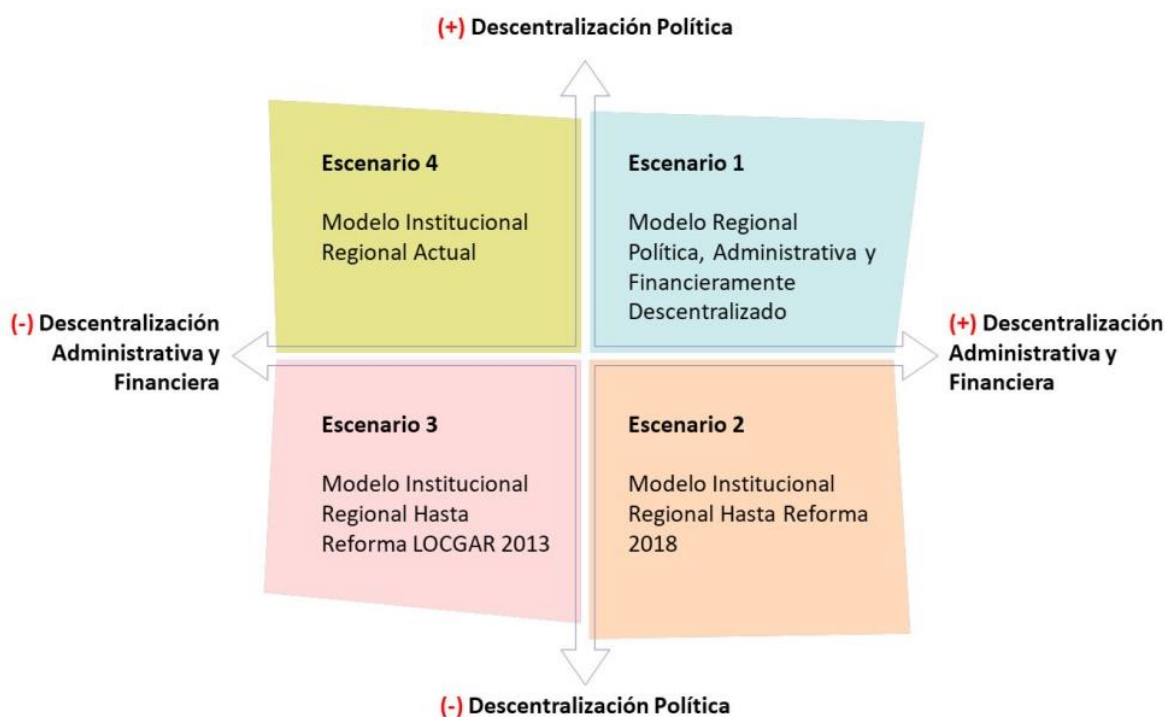 (+) Descentralización Política
Escenario 4
Modelo Institucional
Regional Actual
Escenario 1
Modelo Regional
Política, Administrativa y
Financieramente
Descentralizado
(-) Descentralización
Administrativa y
Financiera
(+) Descentralización
Administrativa y
Financiera
Escenario 3
Modelo Institucional
Regional Hasta
Reforma LOCGAR 2013
Escenario 2
Modelo Institucional
Regional Hasta Reforma
2018
(-) Descentralización Política